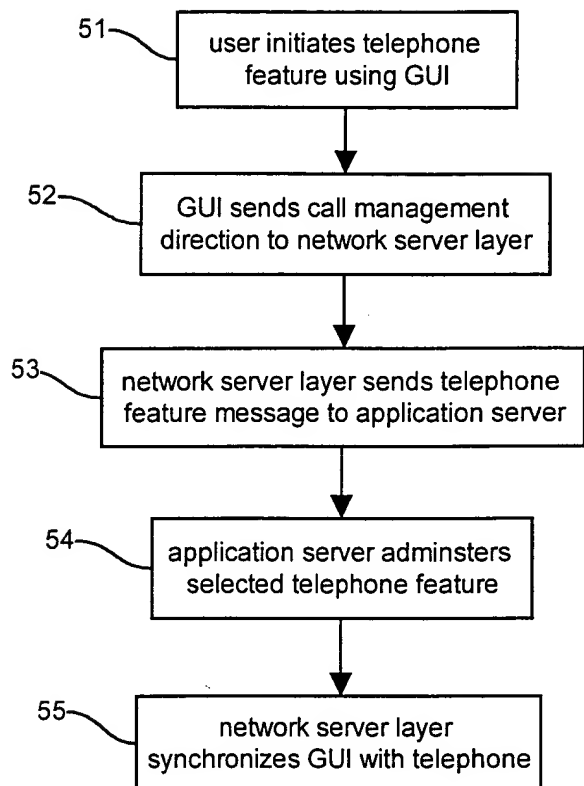 51
user initiates telephone
feature using GUI
52
GUI sends call management
direction to network server layer
53
network server layer sends telephone
feature message to application server
54
application server adminsters
selected telephone feature
55
network server layer
synchronizes GUI with telephone